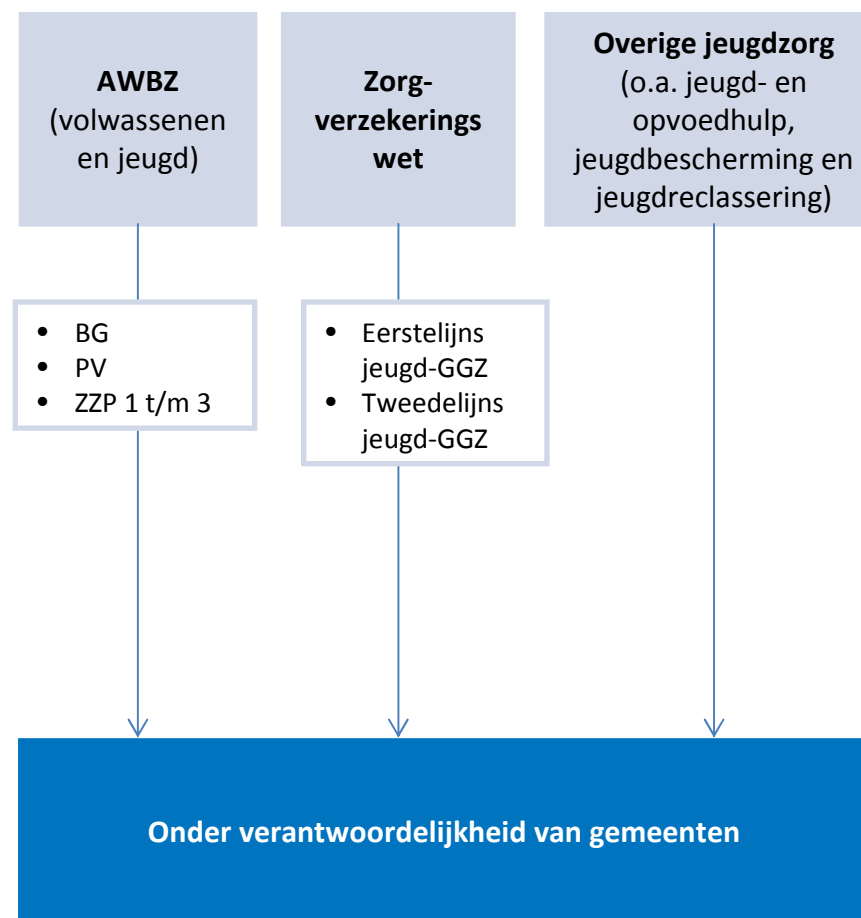 AWBZ
(volwassenen
en jeugd)
Zorg-
verzekerings
wet
Overige jeugdzorg
(o.a. jeugd- en
opvoedhulp,
jeugdbescherming en
jeugdreclassering)
• BG
• PV
• ZZP 1 t/m 3
• Eerstelijns
jeugd-GGZ
• Tweedelijns
jeugd-GGZ
Onder verantwoordelijkheid van gemeenten